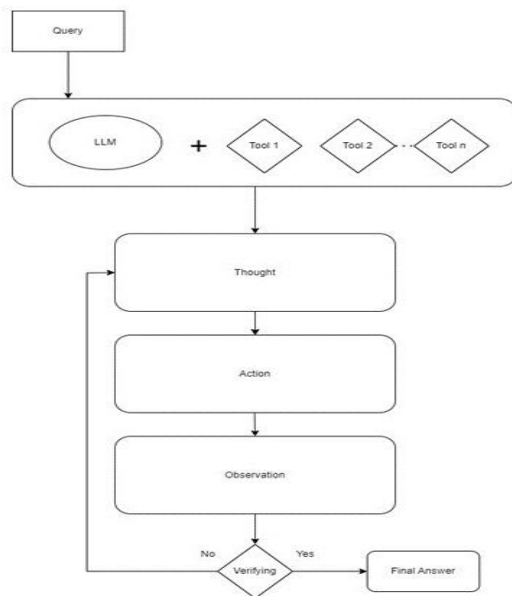 Query
LLM + Tool 1 Tool 2 Tool n
Thought
Action
Observation
No Yes
Verifying Final Answer